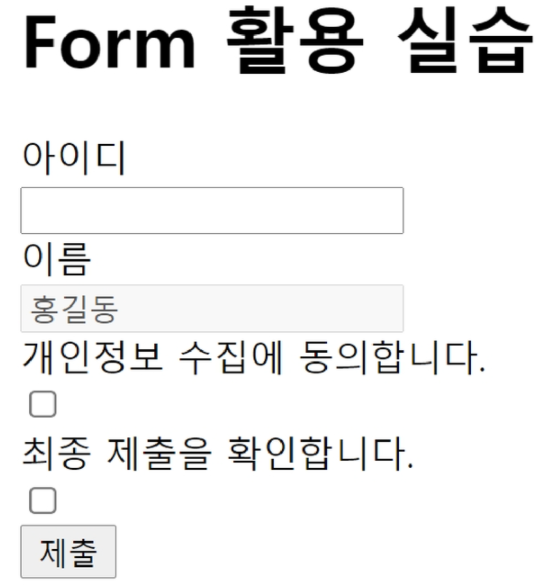 Form 활용 실습
아이디
이름
홍길동
개인정보 수집에 동의합니다.
최종 제출을 확인합니다.
제출